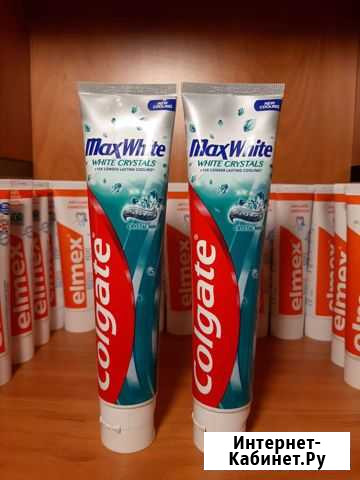 NEW COOLING
MaxWhite
WHITE CRYSTALS
Colgate
NEW COOLING
MaxWhite
WHITE CRYSTALS
Colgate
elmex
elmex
elmex
elmex
Интернет-
Кабинет.Ру